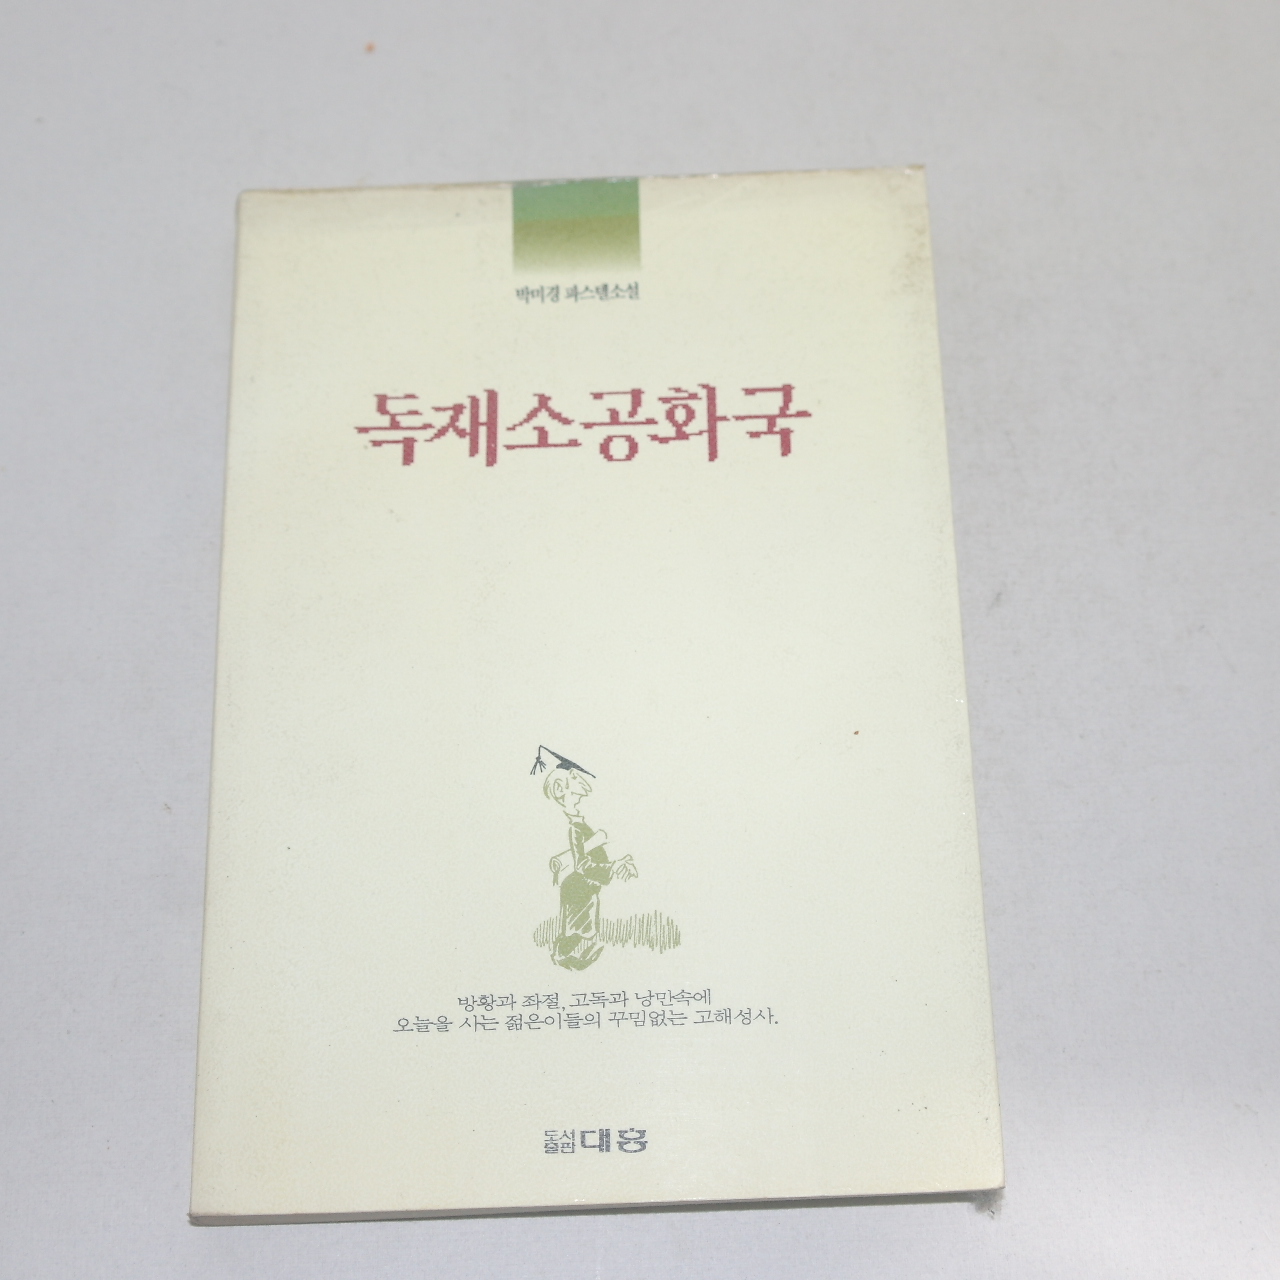 박미경 파스텔소설
독재소공화국
방황과 좌절, 고독과 낭만속에
오늘을 사는 젊은이들의 꾸밈없는 고해성사.
도서출판 대흥